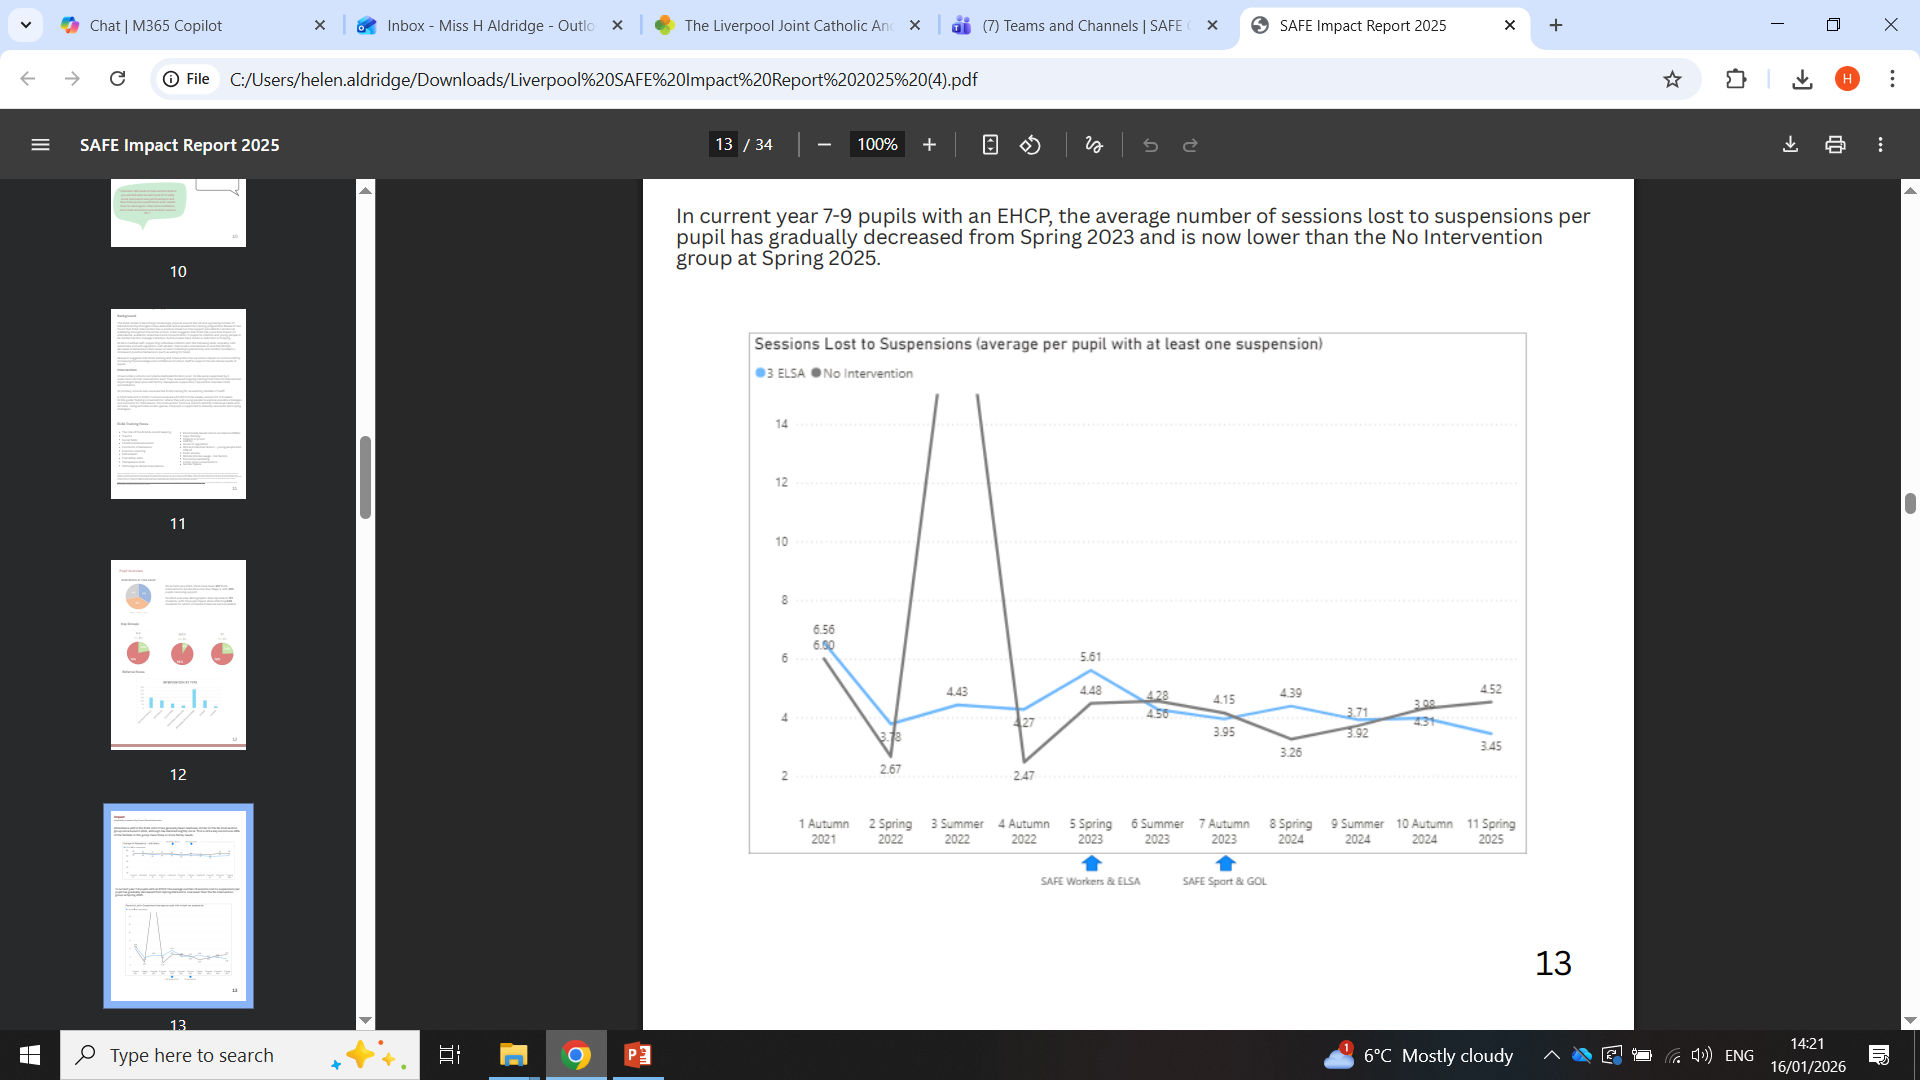 Chat | M365 Copilot
Inbox - Miss H Aldridge - Outlo
The Liverpool Joint Catholic An
(7) Teams and Channels | SAFE
SAFE Impact Report 2025
File
C:/Users/helen.aldridge/Downloads/Liverpool%20SAFE%20Impact%20Report%202025%20(4).pdf
H
SAFE Impact Report 2025
13 / 34
100%
10
11
12
13
In current year 7-9 pupils with an EHCP, the average number of sessions lost to suspensions per
pupil has gradually decreased from Spring 2023 and is now lower than the No Intervention
group at Spring 2025.
Sessions Lost to Suspensions (average per pupil with at least one suspension)
3 ELSA No Intervention
14
12
10
8
6
4
2
6.56
6.00
3.78
2.67
4.43
4.27
2.47
5.61
4.48
4.28
4.56
4.15
3.95
4.39
3.26
3.71
3.92
3.98
4.31
4.52
3.45
1 Autumn 2 Spring 3 Summer 4 Autumn 5 Spring 6 Summer 7 Autumn 8 Spring 9 Summer 10 Autumn 11 Spring
2021 2022 2022 2022 2023 2023 2023 2024 2024 2024 2025
SAFE Workers & ELSA SAFE Sport & GOL
13
Type here to search
1
6°C Mostly cloudy
ENG
14:21
16/01/2026